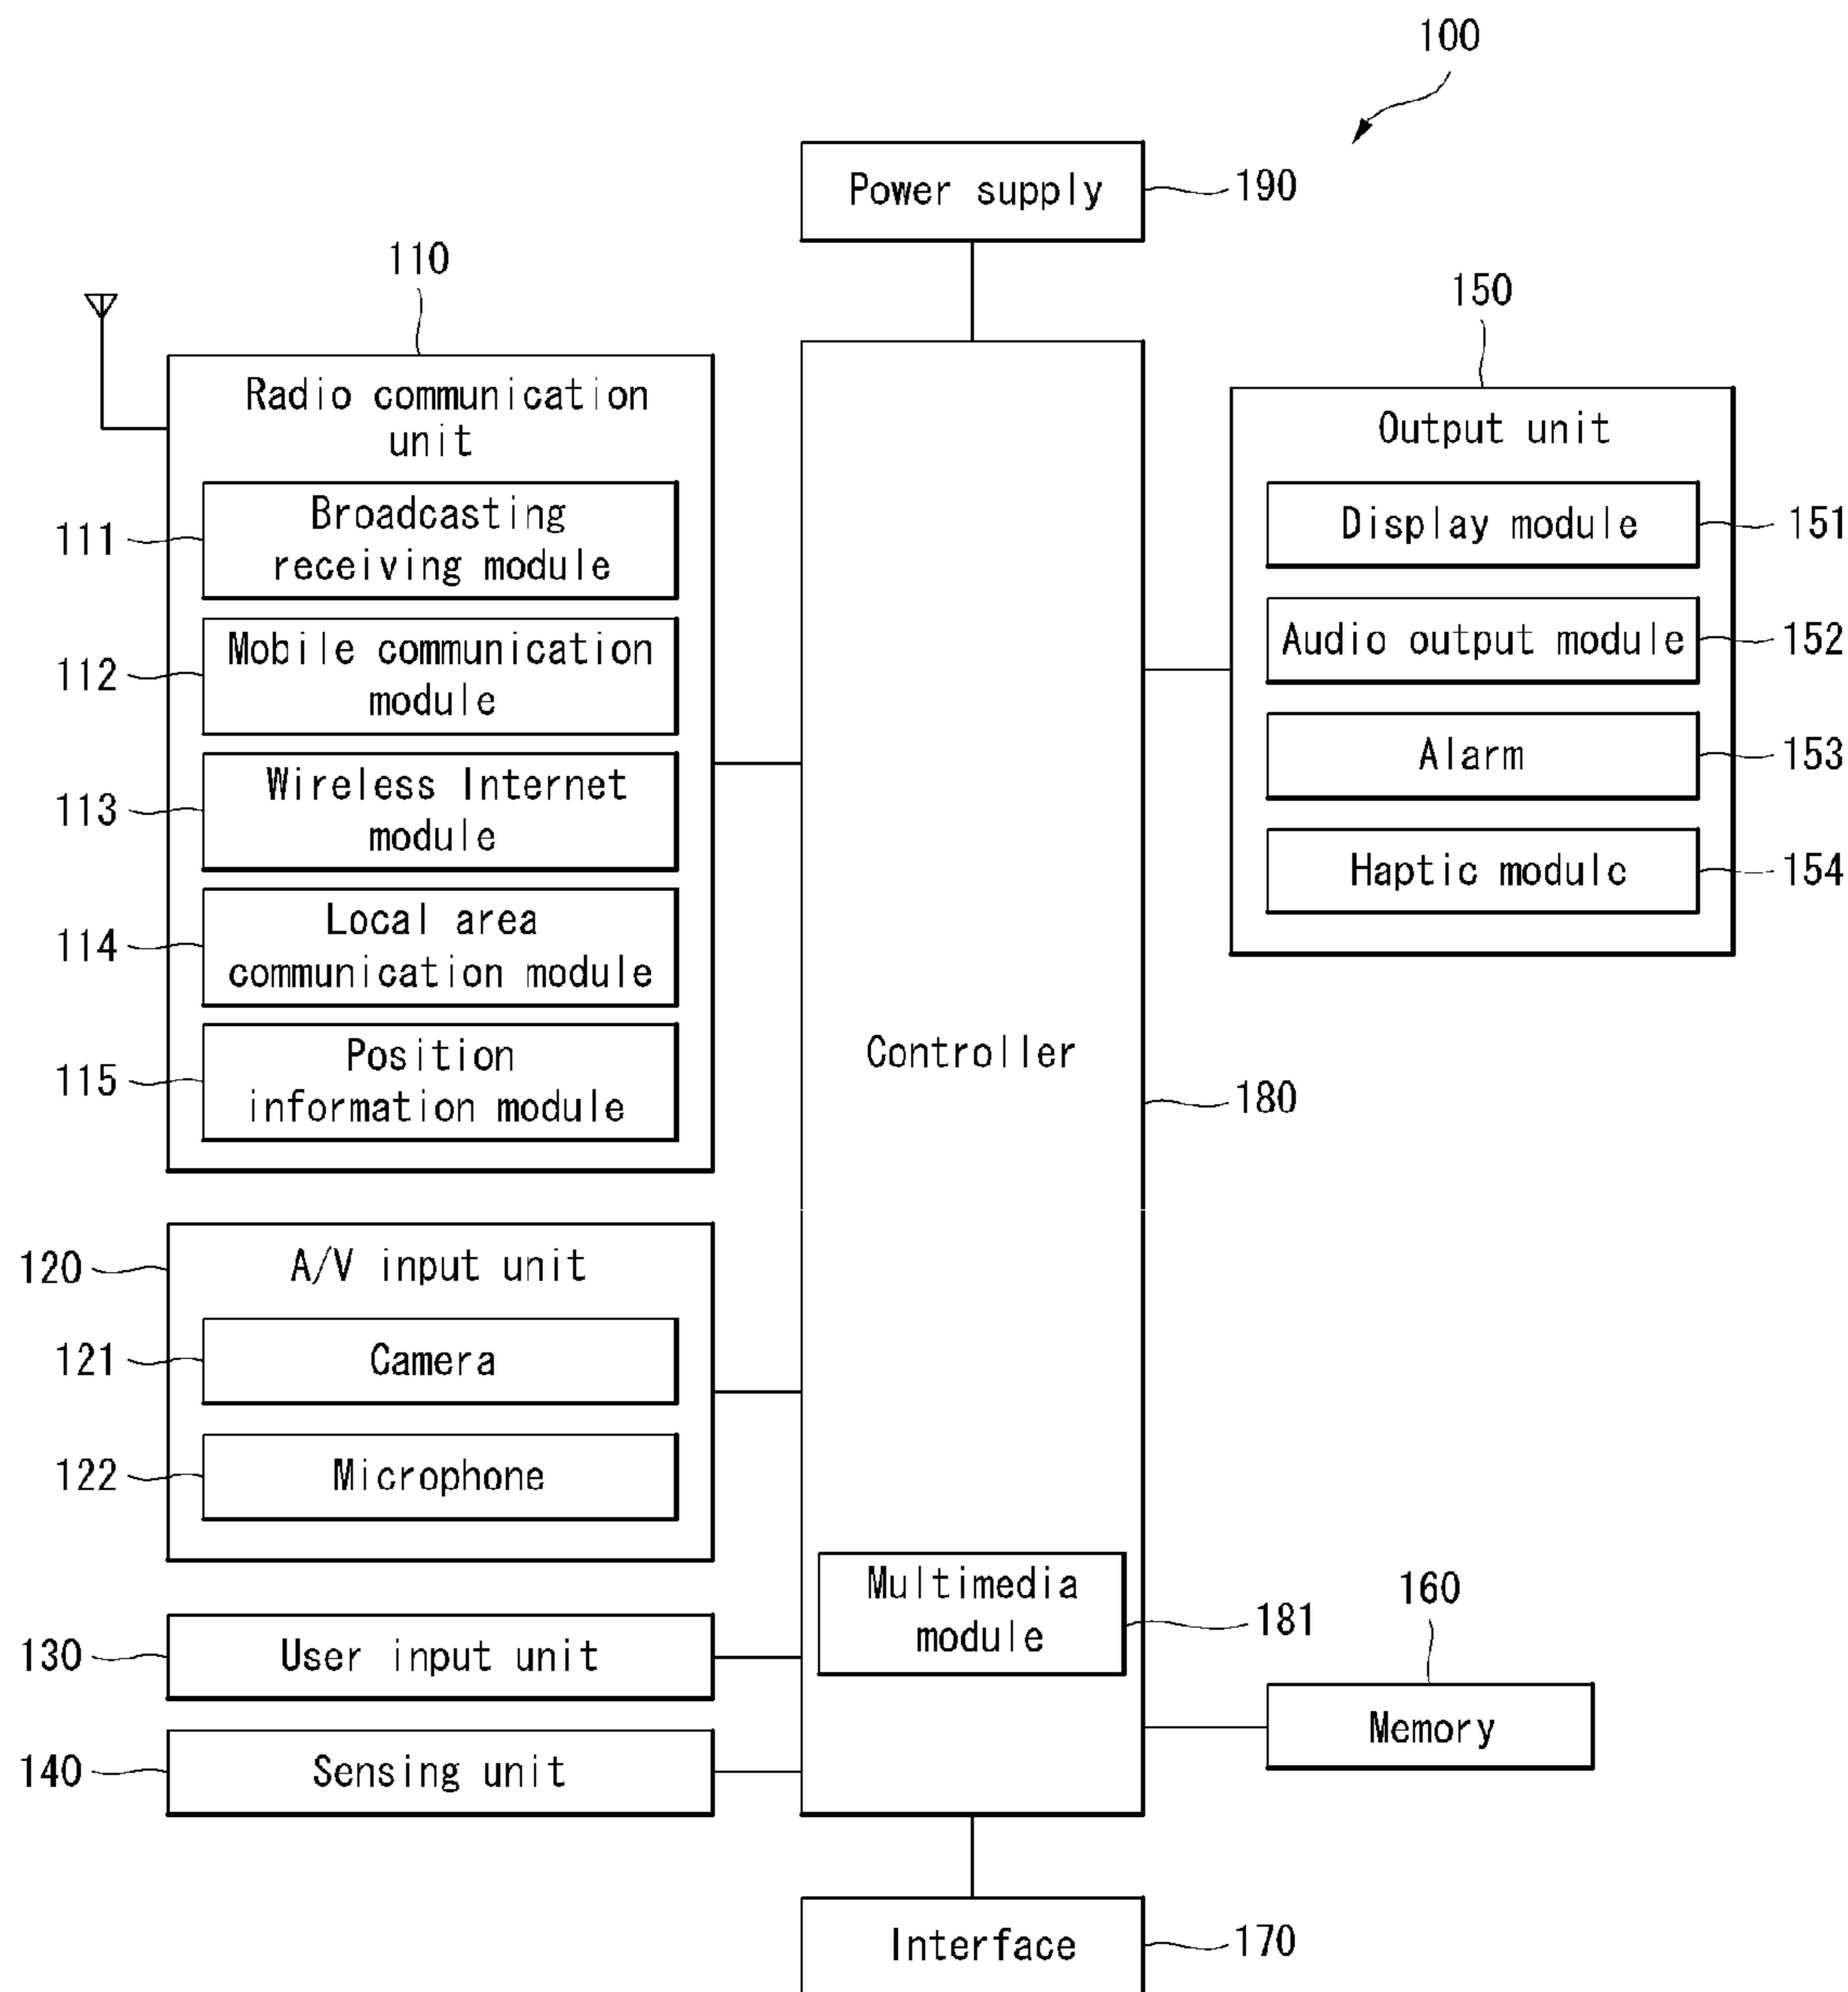 100
Power supply
190
110
Radio communication
unit
111
Broadcasting
receiving module
112
Mobile communication
module
113
Wireless Internet
module
114
Local area
communication module
115
Position
information module
120
A/V input unit
121
Camera
122
Microphone
130
User input unit
140
Sensing unit
Controller
180
Multimedia
module
181
150
Output unit
Display module
151
Audio output module
152
Alarm
153
Haptic module
154
160
Memory
Interface
170